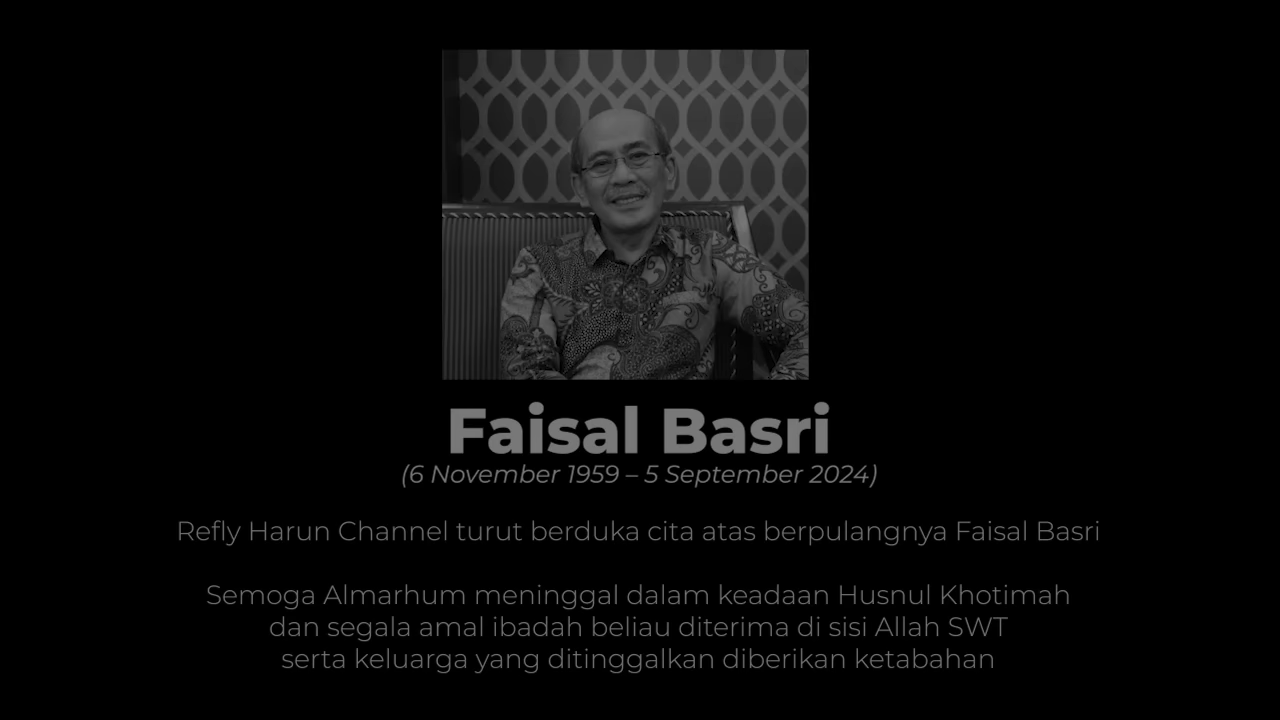 Faisal Basri
(6 November 1959 – 5 September 2024)
Refly Harun Channel turut berduka cita atas berpulangnya Faisal Basri
Semoga Almarhum meninggal dalam keadaan Husnul Khotimah
dan segala amal ibadah beliau diterima di sisi Allah SWT
serta keluarga yang ditinggalkan diberikan ketabahan